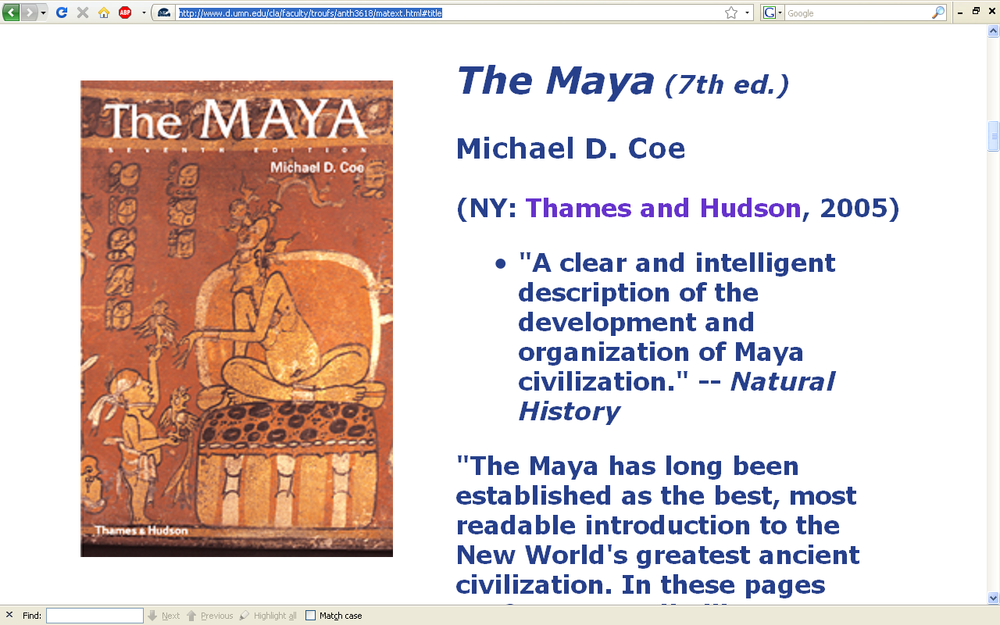 http://www.d.umn.edu/cla/faculty/troufs/anth3618/matext.html#title
Google
The MAYA
SEVENTH EDITION
Michael D. Coe
Thames & Hudson
The Maya (7th ed.)
Michael D. Coe
(NY: Thames and Hudson, 2005)
• "A clear and intelligent
description of the
development and
organization of Maya
civilization." -- Natural
History
"The Maya has long been
established as the best, most
readable introduction to the
New World's greatest ancient
civilization. In these pages
Find:
Next
Previous
Highlight all
Match case